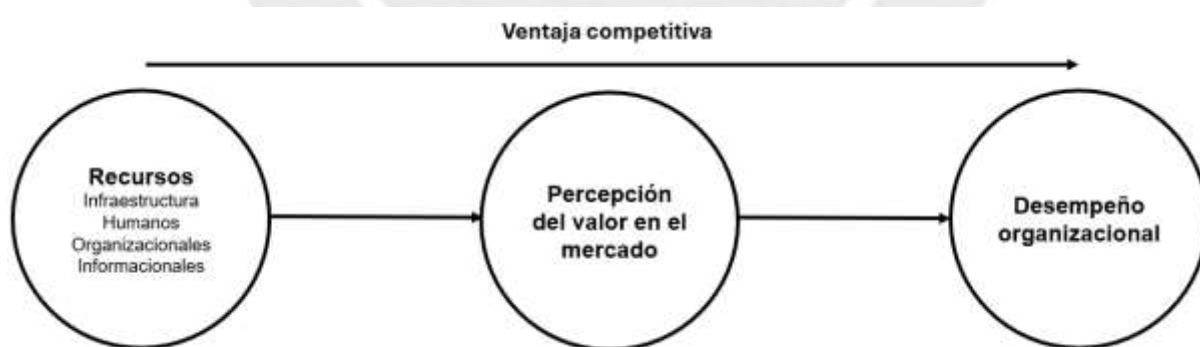 Ventaja competitiva
Recursos
Infraestructura
Humanos
Organizacionales
Informacionales
Percepción
del valor en el
mercado
Desempeño
organizacional